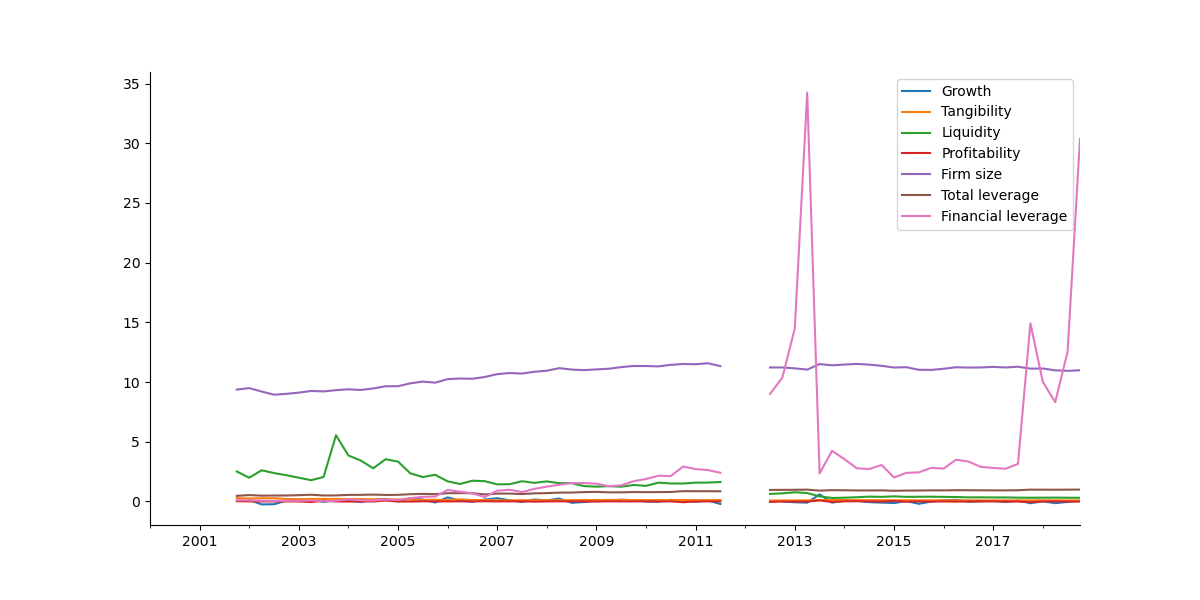 35
30
25
20
15
10
5
0
2001 2003 2005 2007 2009 2011 2013 2015 2017
Growth
Tangibility
Liquidity
Profitability
Firm size
Total leverage
Financial leverage